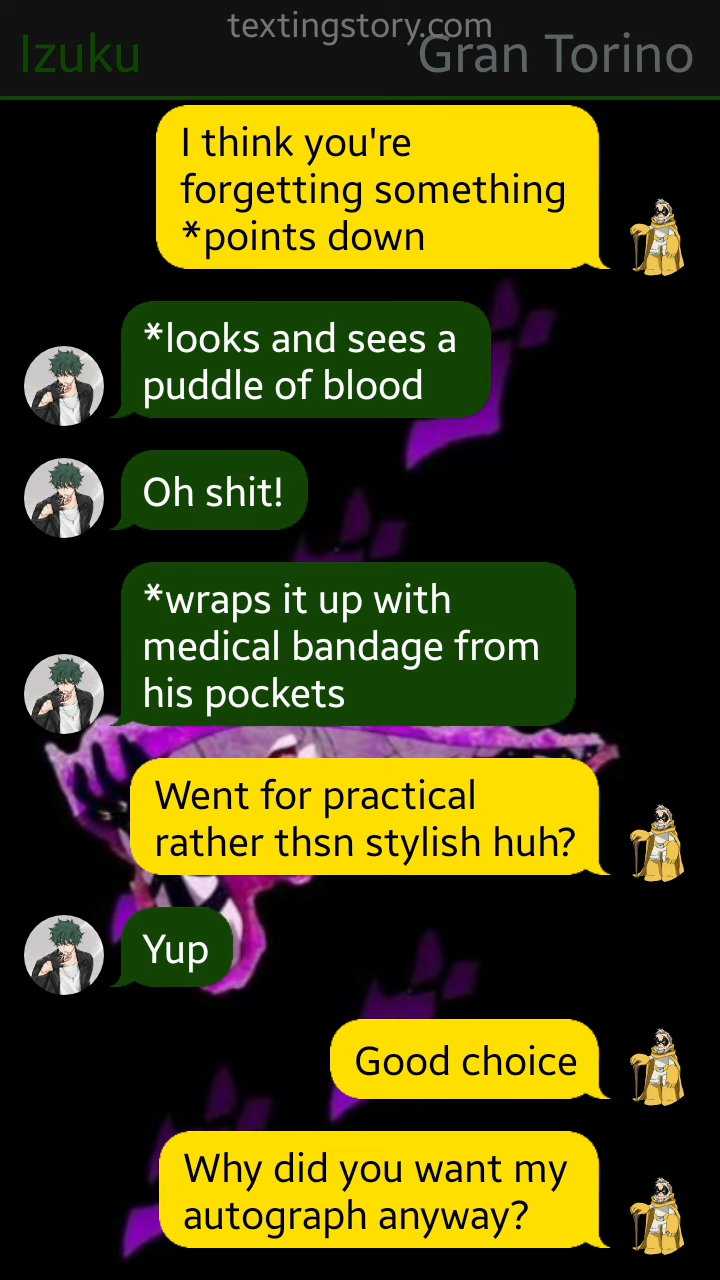 textingstory.com
Izuku
Gran Torino
I think you're
forgetting something
*points down
*looks and sees a
puddle of blood
Oh shit!
*wraps it up with
medical bandage from
his pockets
Went for practical
rather thsn stylish huh?
Yup
Good choice
Why did you want my
autograph anyway?